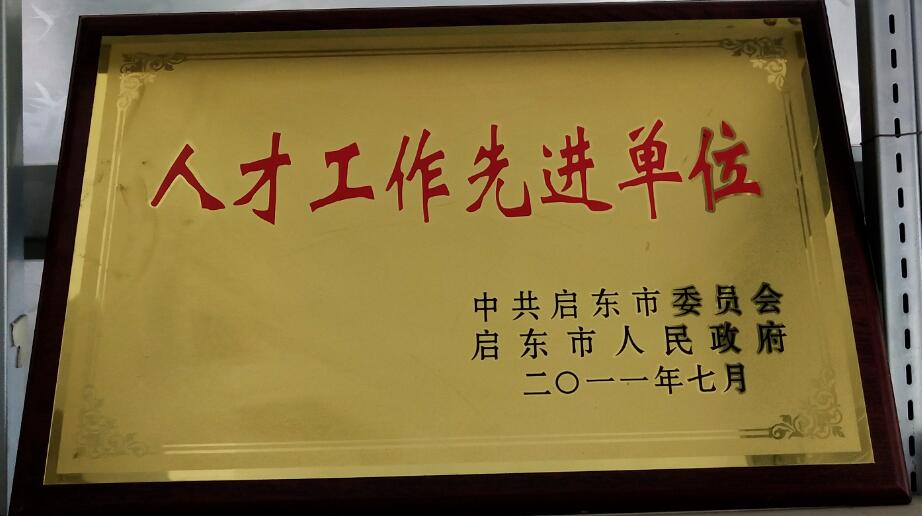 人才工作先进单位
中共启东市委员会
启东市人民政府
二〇一一年七月